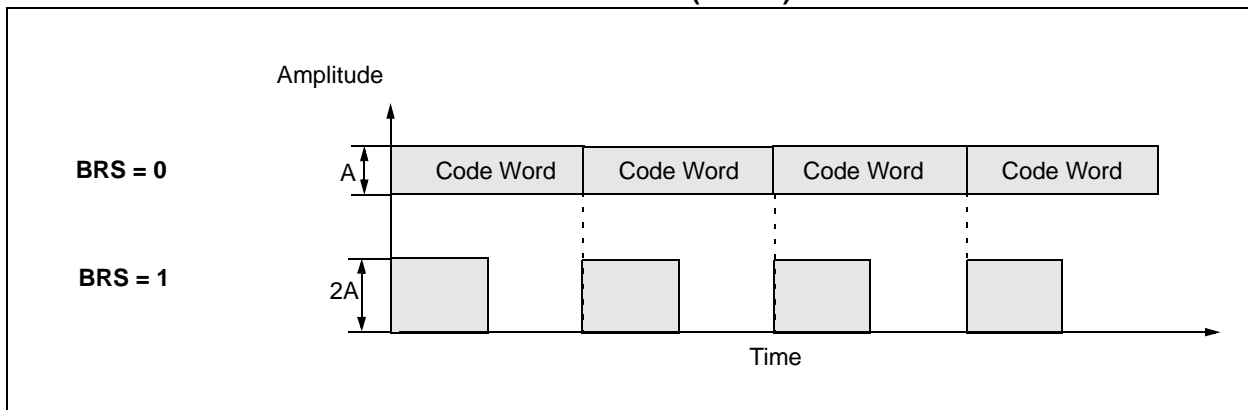 Amplitude
BRS = 0
A
Code Word
Code Word
Code Word
Code Word
BRS = 1
2A
Time